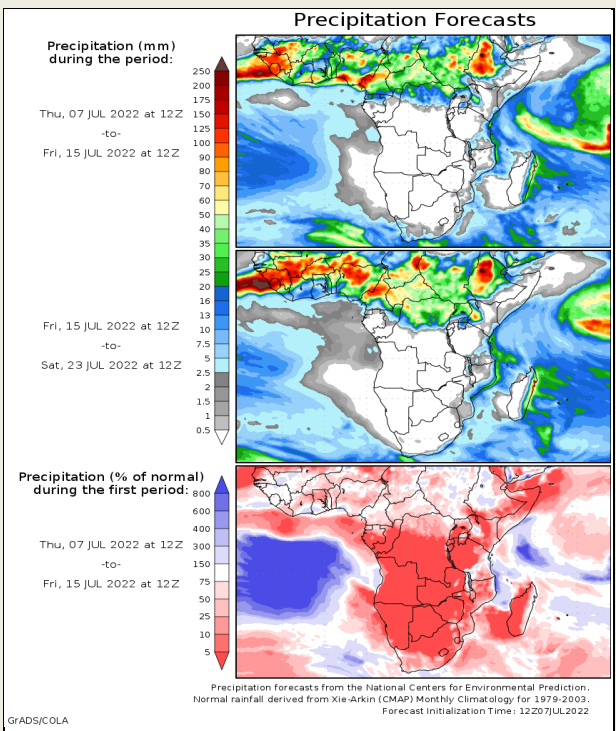 Precipitation Forecasts
Precipitation (mm)
during the period:
Thu, 07 JUL 2022 at 12Z
-to-
Fri, 15 JUL 2022 at 12Z
250
200
175
150
125
100
90
80
70
60
50
40
35
30
25
20
16
13
10
7.5
5
2.5
2
1.5
1
0.5
Fri, 15 JUL 2022 at 12Z
-to-
Sat, 23 JUL 2022 at 12Z
Precipitation (% of normal)
during the first period:
Thu, 07 JUL 2022 at 12Z
-to-
Fri, 15 JUL 2022 at 12Z
800
600
400
300
150
75
50
25
10
5
Precipitation forecasts from the National Centers for Environmental Prediction.
Normal rainfall derived from Xie-Arkin (CMAP) Monthly Climatology for 1979-2003.
Forecast Initialization Time: 12Z07JUL2022
GrADS/COLA